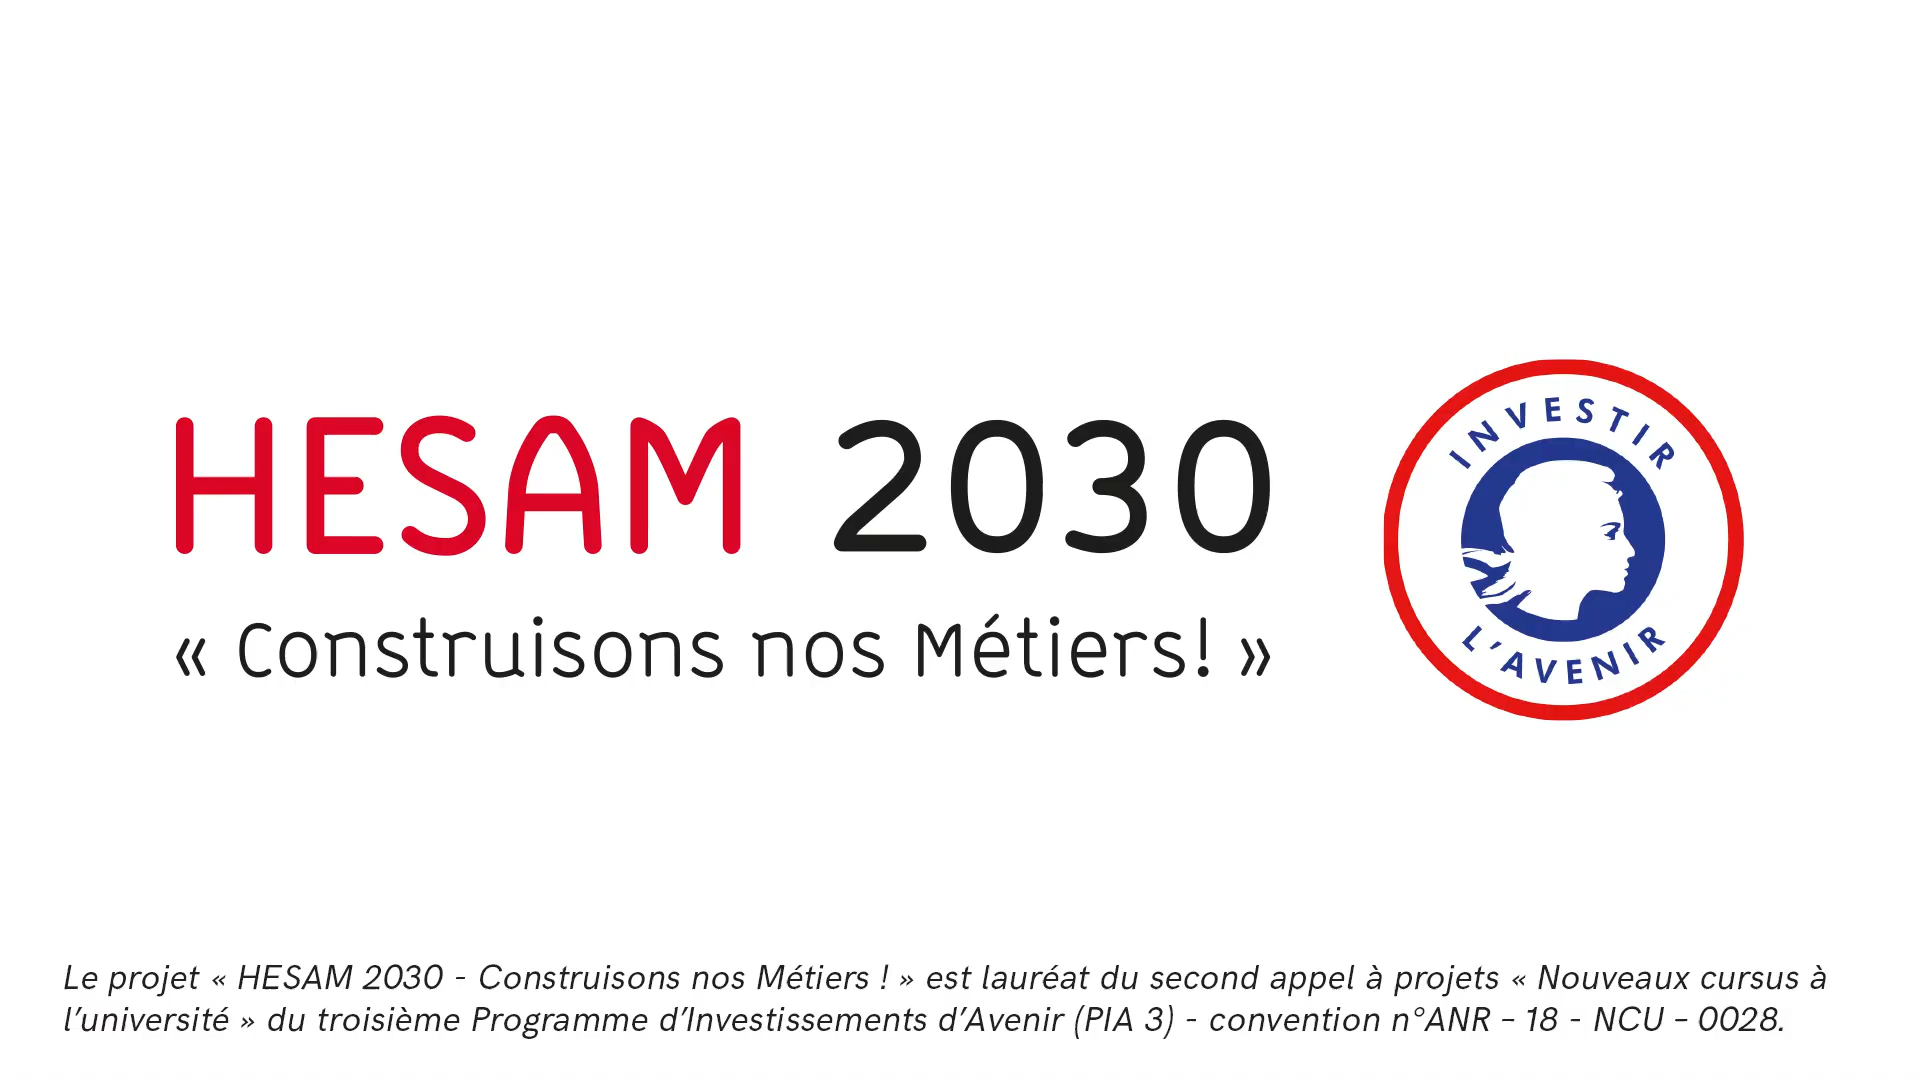 HESAM 2030
« Construisons nos Métiers! »
INVESTIR
L'AVENIR
Le projet « HESAM 2030 - Construisons nos Métiers ! » est lauréat du second appel à projets « Nouveaux cursus à
l'université » du troisième Programme d'Investissements d'Avenir (PIA 3) - convention n°ANR – 18 - NCU – 0028.